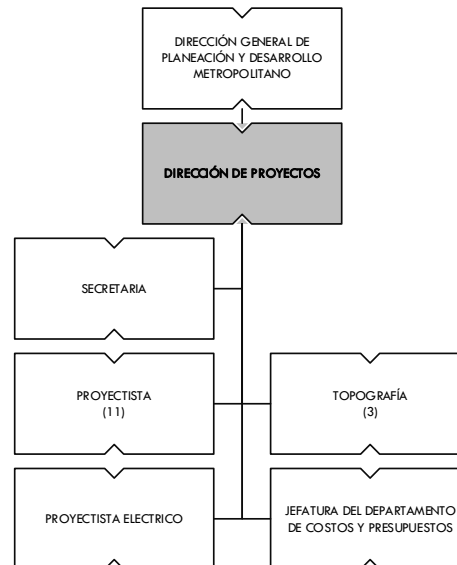 DIRECCIÓN GENERAL DE
PLANEACIÓN Y DESARROLLO
METROPOLITANO
DIRECCIÓN DE PROYECTOS
SECRETARIA
PROYECTISTA
(11)
TOPOGRAFÍA
(3)
PROYECTISTA ELECTRICO
JEFATURA DEL DEPARTAMENTO
DE COSTOS Y PRESUPUESTOS